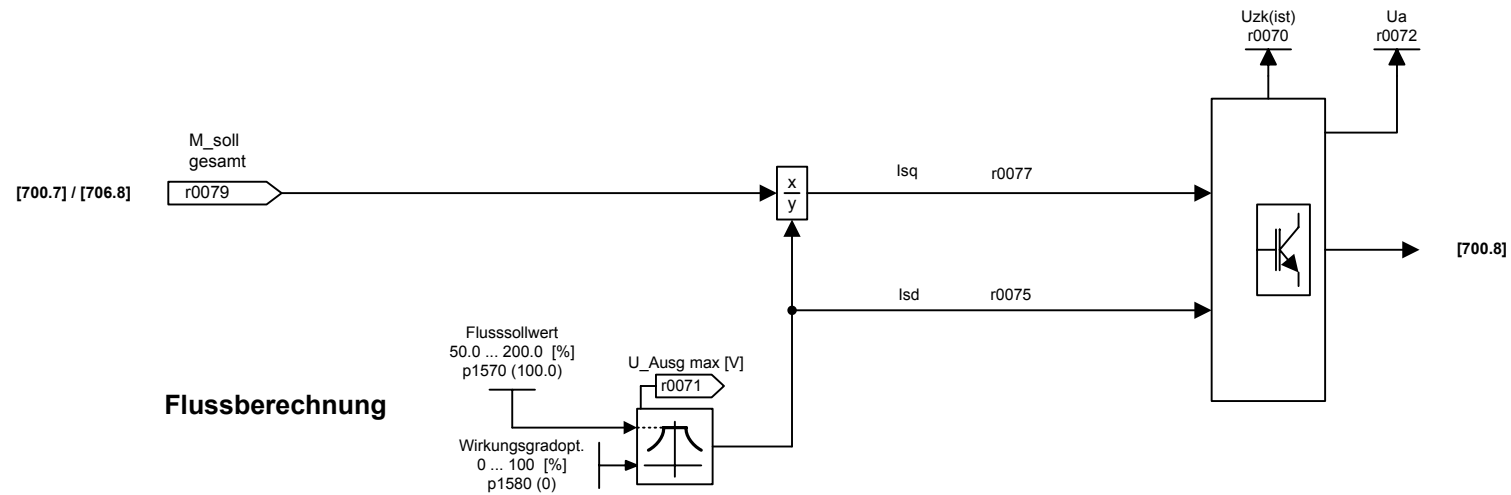 Uzk(ist)
r0070
Ua
r0072
M_soll
gesamt
[700.7] / [706.8]
r0079
x
y
Isq r0077
[700.8]
Isd r0075
Flusssollwert
50.0 ... 200.0 [%]
p1570 (100.0)
U_Ausg max [V]
r0071
Flussberechnung
Wirkungsgradopt.
0 ... 100 [%]
p1580 (0)